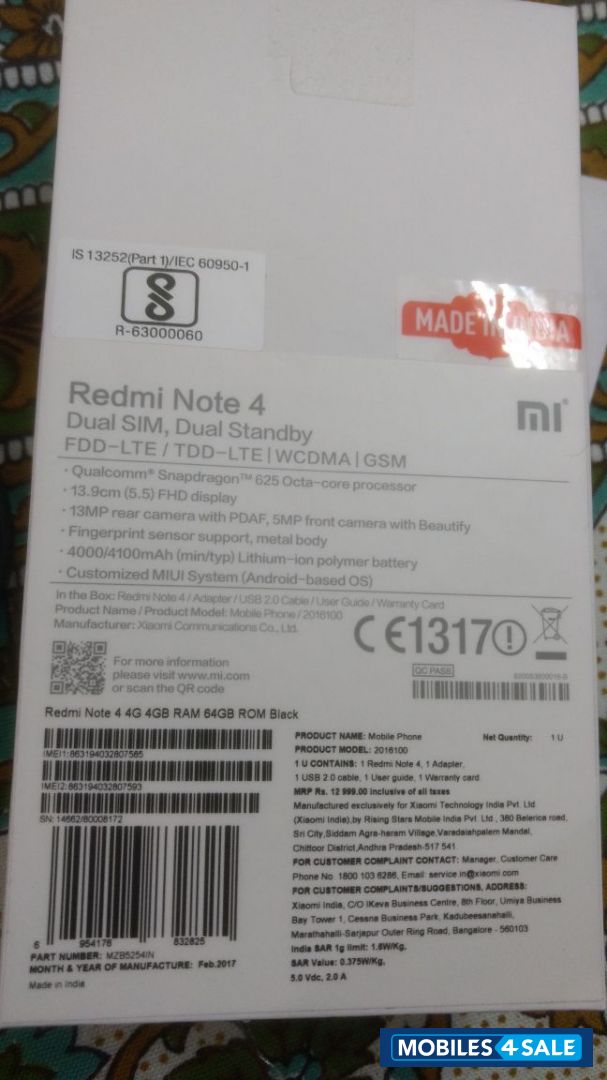 IS 13252(Part 1)/IEC 60950-1
R-63000060
MADE IN INDIA
Redmi Note 4
Dual SIM, Dual Standby
FDD-LTE / TDD-LTE | WCDMA | GSM
mi
· Qualcomm® Snapdragon™ 625 Octa-core processor
· 13.9cm (5.5) FHD display
· 13MP rear camera with PDAF, 5MP front camera with Beautify
· Fingerprint sensor support, metal body
· 4000/4100mAh (min/typ) Lithium-ion polymer battery
· Customized MIUI System (Android-based OS)
In the Box: Redmi Note 4 / Adapter / USB 2.0 Cable / User Guide / Warranty Card
Product Name / Product Model: Mobile Phone / 2016100
Manufacturer: Xiaomi Communications Co., Ltd.
CE1317
For more information
please visit www.mi.com
or scan the QR code
QC PASS
Redmi Note 4 4G 4GB RAM 64GB ROM Black
IMEI1:863194032807585
IMEI2:863194032807593
SN: 14662/80008172
6 954176 832825
PART NUMBER: MZB5254IN
MONTH & YEAR OF MANUFACTURE: Feb.2017
Made in India
PRODUCT NAME: Mobile Phone Net Quantity: 1 U
PRODUCT MODEL: 2016100
1 U CONTAINS: 1 Redmi Note 4, 1 Adapter,
1 USB 2.0 cable, 1 User guide, 1 Warranty card
MRP Rs. 12 999.00 inclusive of all taxes
Manufactured exclusively for Xiaomi Technology India Pvt. Ltd
(Xiaomi India),by Rising Stars Mobile India Pvt. Ltd , 380 Belerica road,
Sri City,Siddam Agra-haram Village,Varadaiahpalem Mandal,
Chittoor District,Andhra Pradesh-517 541
FOR CUSTOMER COMPLAINT CONTACT: Manager, Customer Care
Phone No 1800 103 6286, Email service.in@xiaomi.com
FOR CUSTOMER COMPLAINTS/SUGGESTIONS, ADDRESS:
Xiaomi India, C/O iKeva Business Centre, 8th Floor, Umiya Business
Bay Tower 1, Cessna Business Park, Kadubeesanahalli,
Marathahalli-Sarjapur Outer Ring Road, Bangalore - 560103
India SAR 1g limit: 1.6W/Kg,
SAR Value: 0.375W/Kg,
5.0 Vdc, 2.0 A
MOBILES4SALE